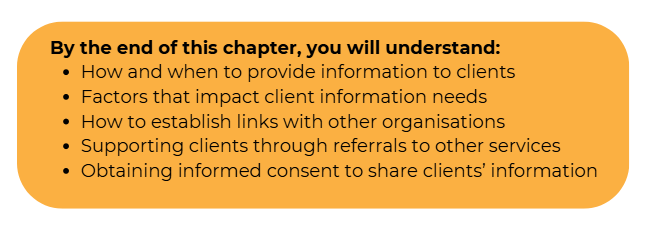 By the end of this chapter, you will understand:
• How and when to provide information to clients
• Factors that impact client information needs
• How to establish links with other organisations
• Supporting clients through referrals to other services
• Obtaining informed consent to share clients’ information